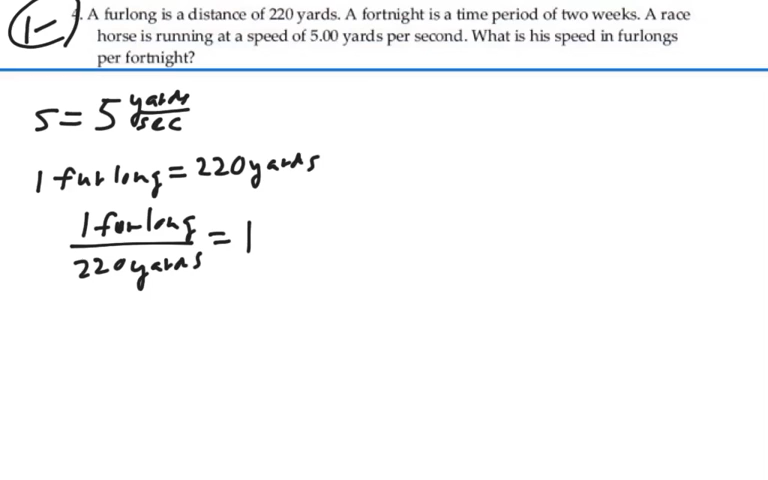 1-
. A furlong is a distance of 220 yards. A fortnight is a time period of two weeks. A race
horse is running at a speed of 5.00 yards per second. What is his speed in furlongs
per fortnight?
s = 5 yards/sec
1 furlong = 220 yards
1 furlong/220 yards = 1